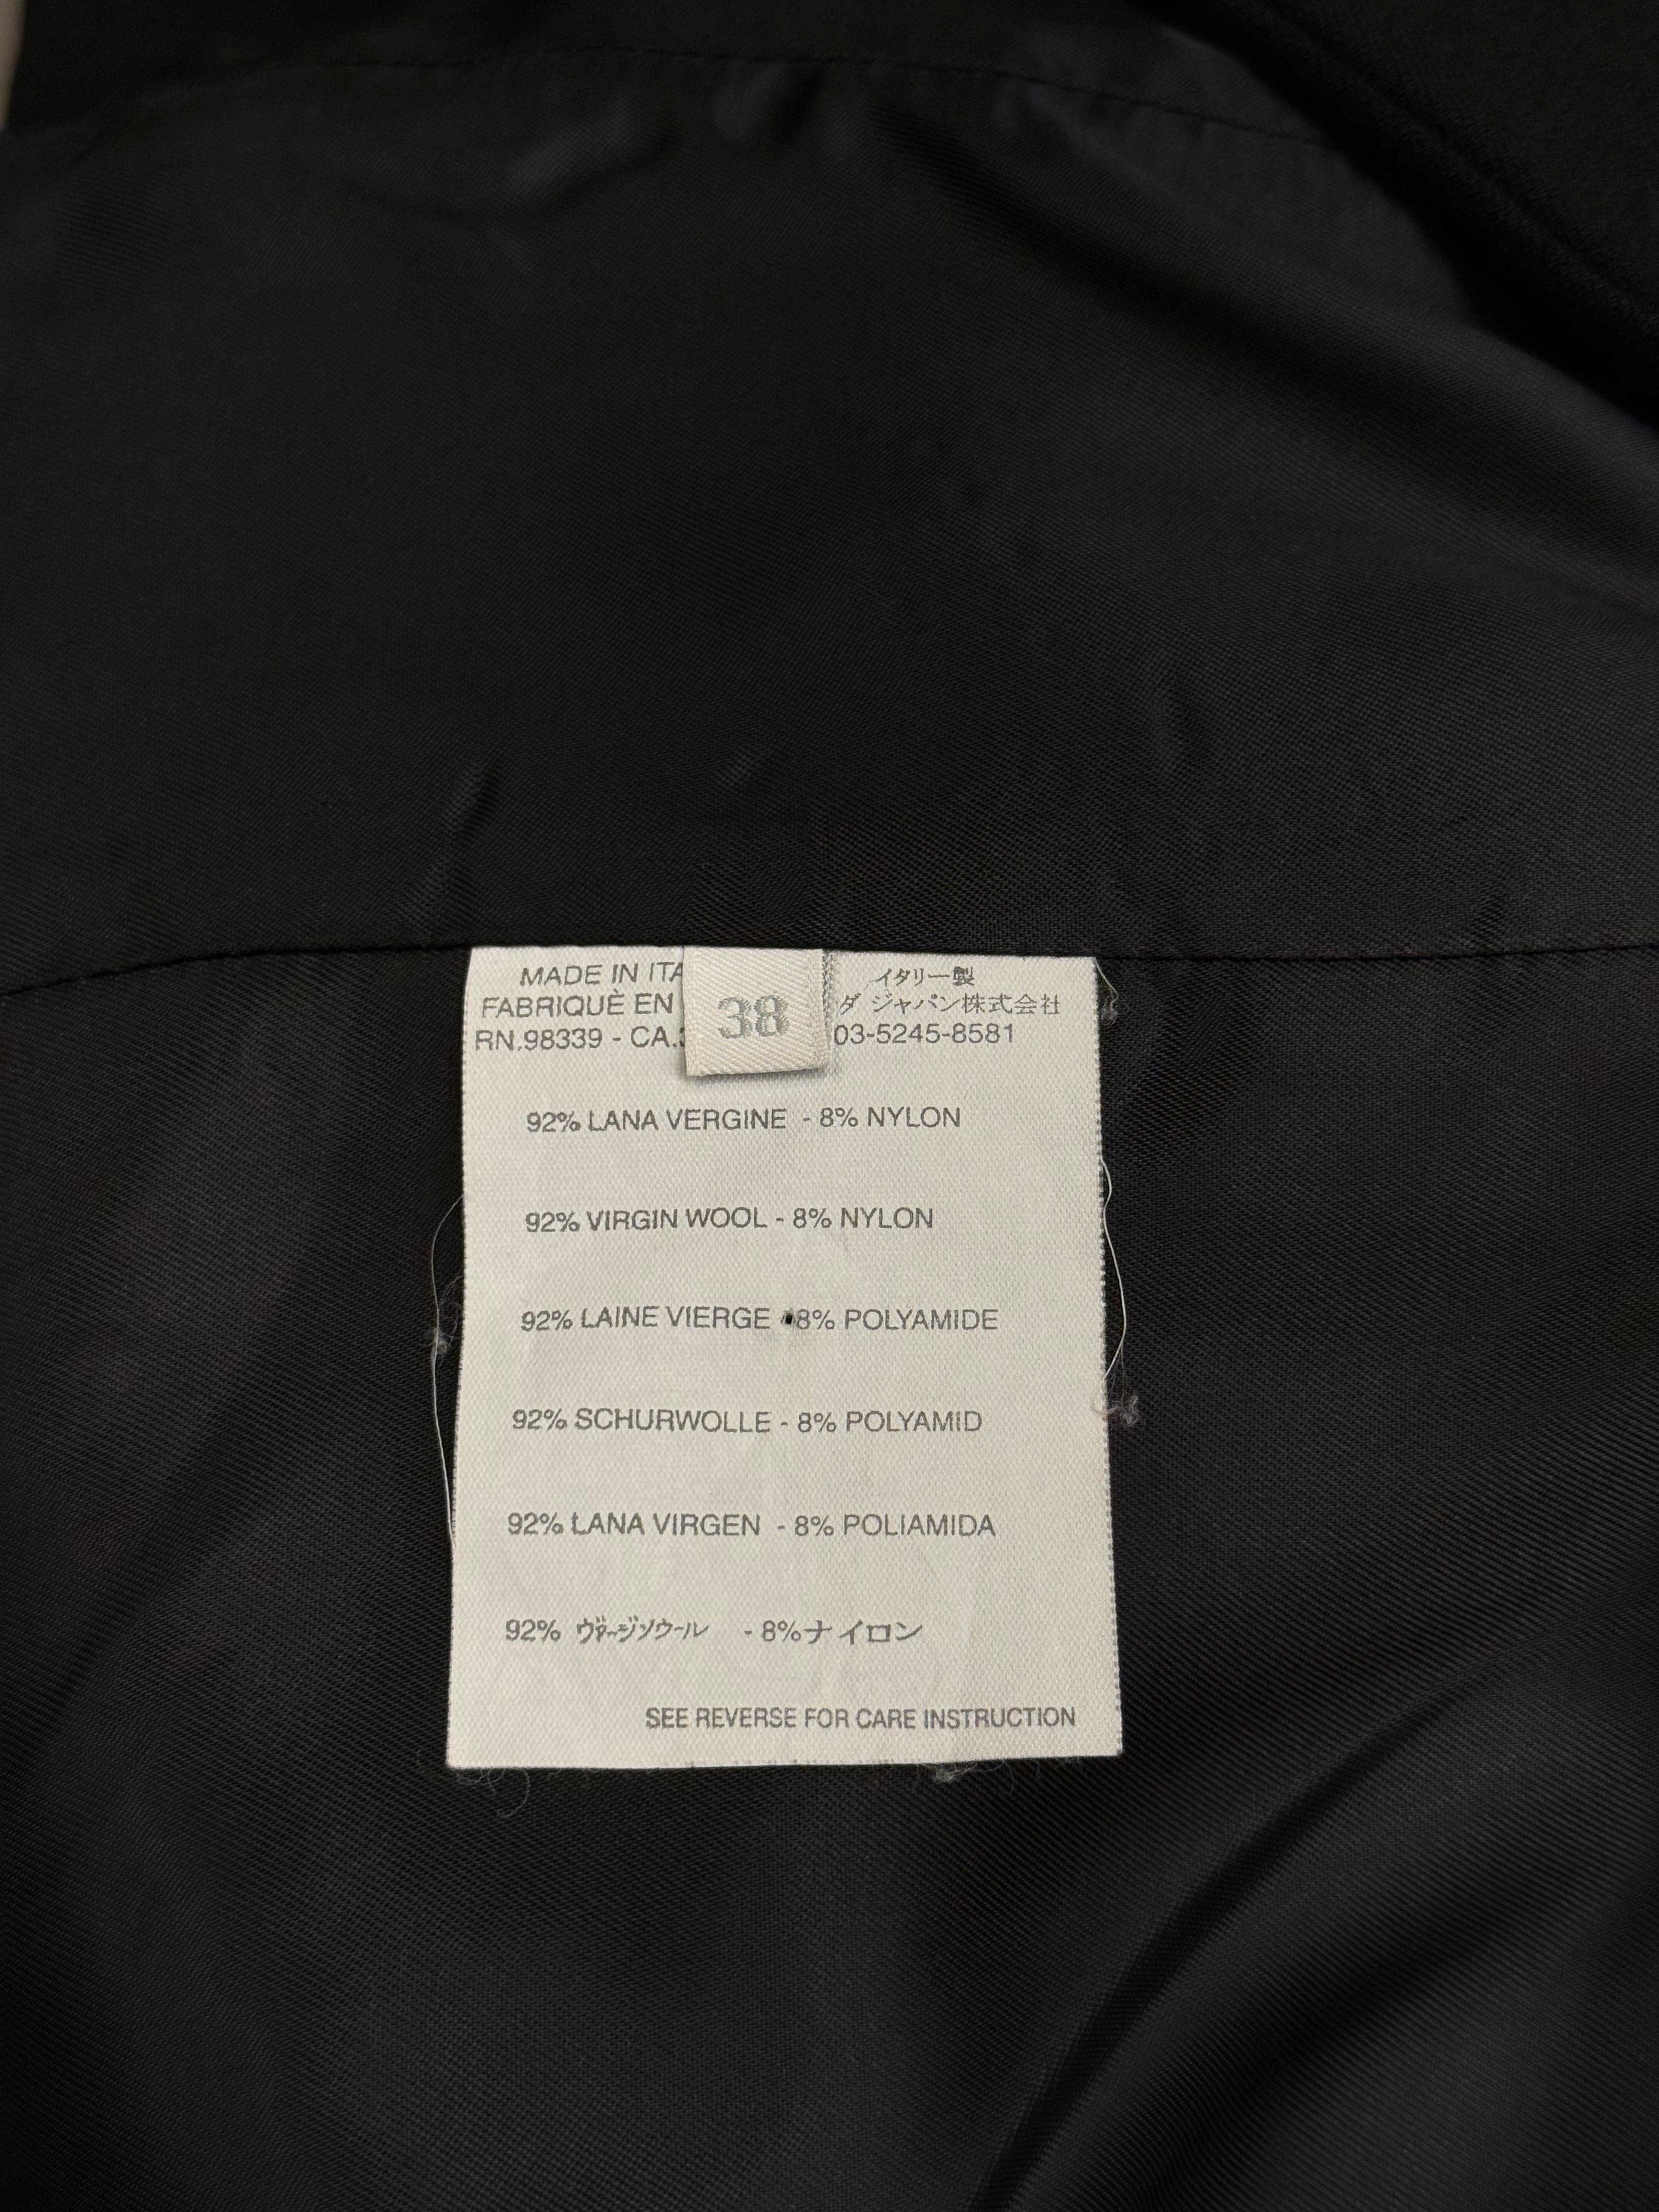 MADE IN ITA
FABRIQUÈ EN
RN.98339 - CA.
38
イタリー製
ダ ジャパン株式会社
03-5245-8581
92% LANA VERGINE - 8% NYLON
92% VIRGIN WOOL - 8% NYLON
92% LAINE VIERGE 8% POLYAMIDE
92% SCHURWOLLE - 8% POLYAMID
92% LANA VIRGEN - 8% POLIAMIDA
92% ヴァージンウール - 8%ナイロン
SEE REVERSE FOR CARE INSTRUCTION